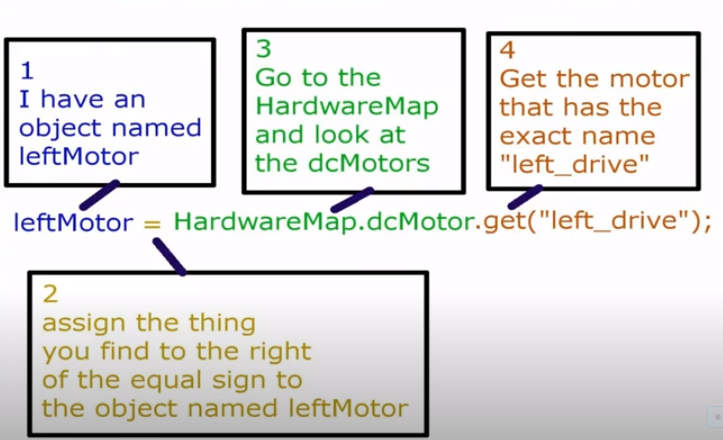 1
I have an
object named
leftMotor
3
Go to the
HardwareMap
and look at
the dcMotors
4
Get the motor
that has the
exact name
"left_drive"
leftMotor = HardwareMap.dcMotor.get("left_drive");
2
assign the thing
you find to the right
of the equal sign to
the object named leftMotor